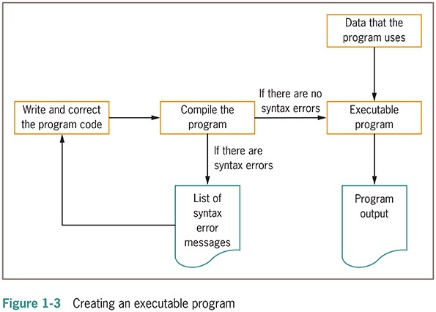 Data that the
program uses
Write and correct
the program code
Compile the
program
If there are no
syntax errors
Executable
program
If there are
syntax errors
List of
syntax
error
messages
Program
output
Figure 1-3 Creating an executable program